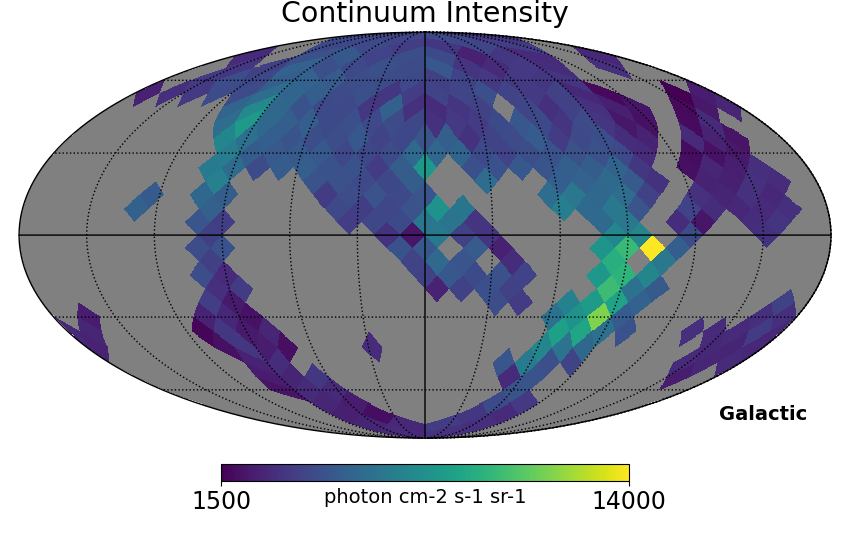 Continuum Intensity
Galactic
1500 photon cm-2 s-1 sr-1 14000